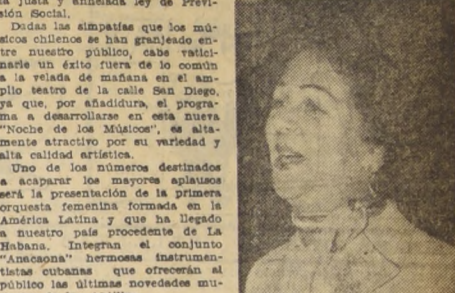 la justa y anhelada ley de Previ-
sión Social.
Dadas las simpatías que los mú-
sicos chilenos se han granjeado en-
tre nuestro público, cabe vatici-
narle un éxito fuera de lo común
a la velada de mañana en el am-
plio teatro de la calle San Diego,
ya que, por añadidura, el progra-
ma a desarrollarse en esta nueva
"Noche de los Músicos", es alta-
mente atractivo por su variedad y
alta calidad artística.
Uno de los números destinados
a acaparar los mayores aplausos
será la presentación de la primera
orquesta femenina formada en la
América Latina y que ha llegado
a nuestro país procedente de La
Habana. Integran el conjunto
"Anacaona" hermosas instrumen-
tistas cubanas que ofrecerán al
público las últimas novedades mu-